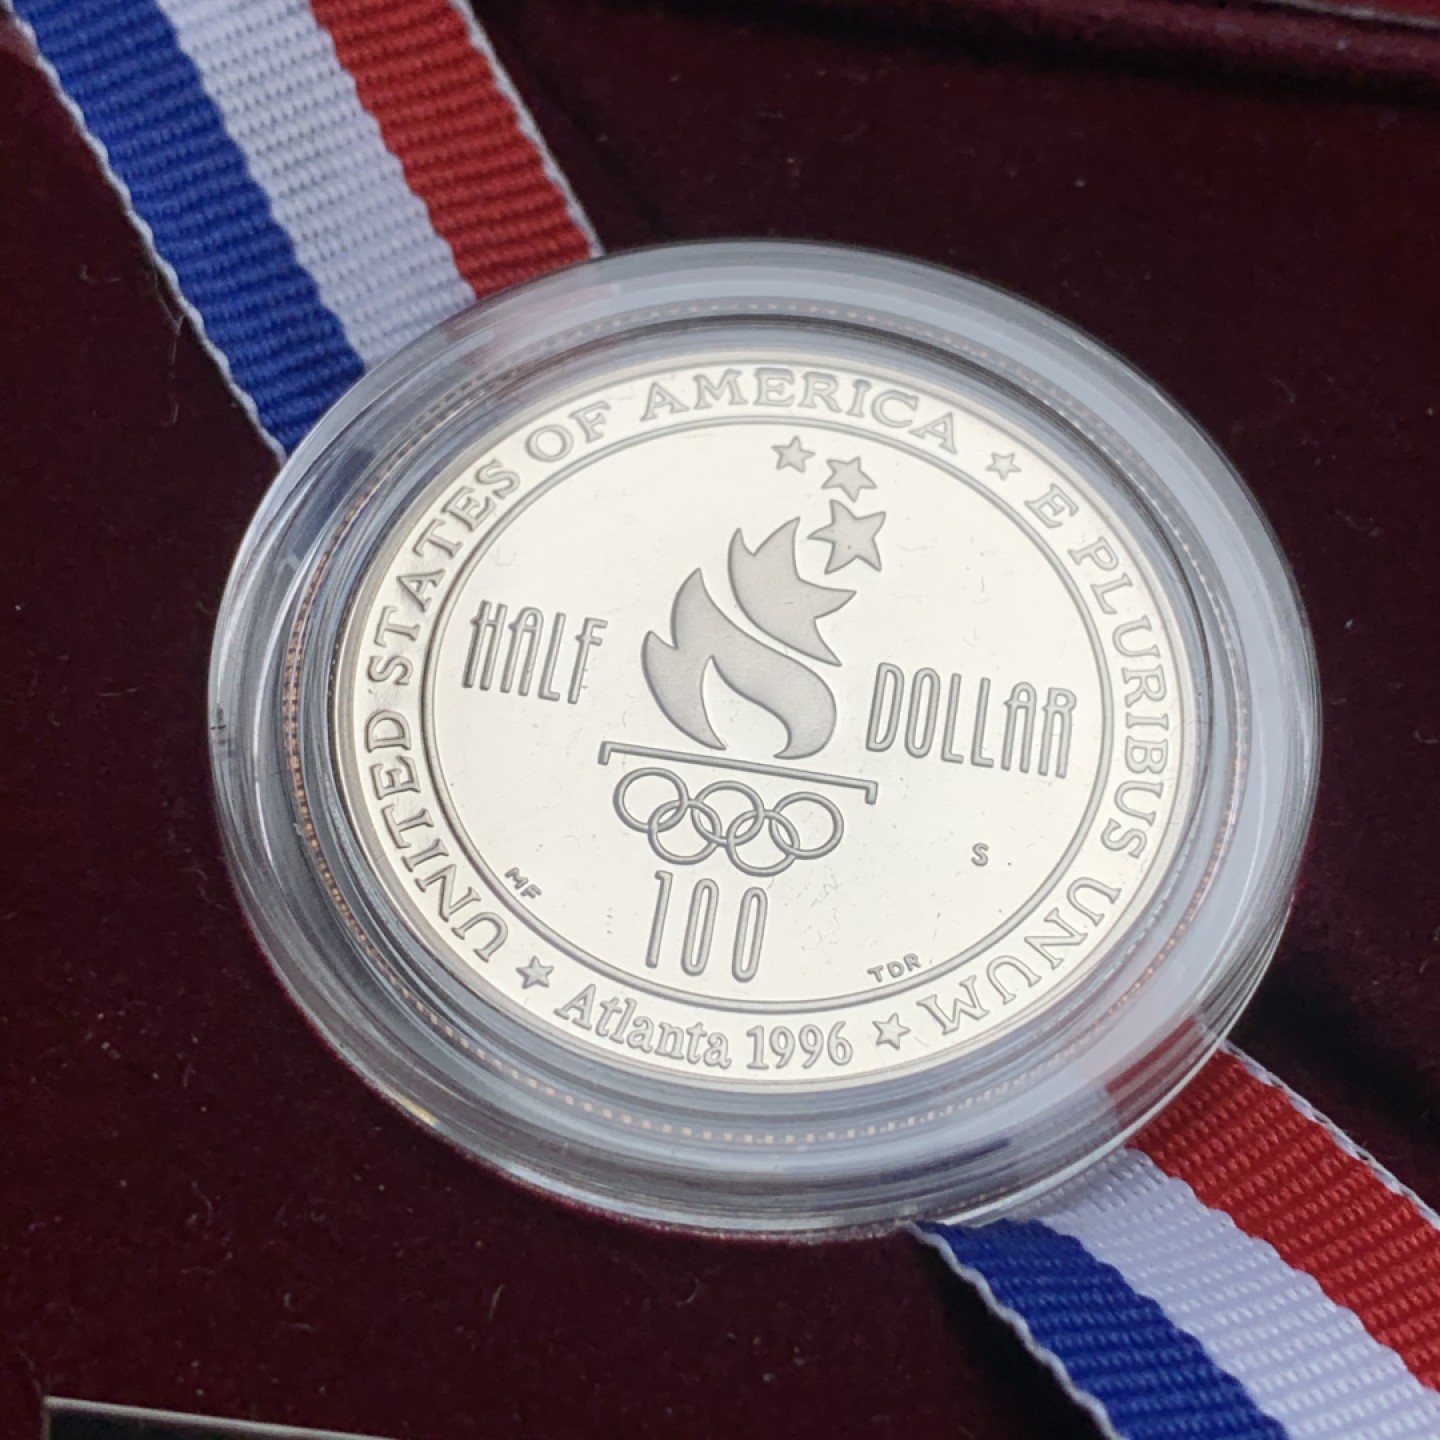 UNITED STATES OF AMERICA ★ E PLURIBUS UNUM ★
HALF DOLLAR
100
S
MF
TDR
Atlanta 1996 ★